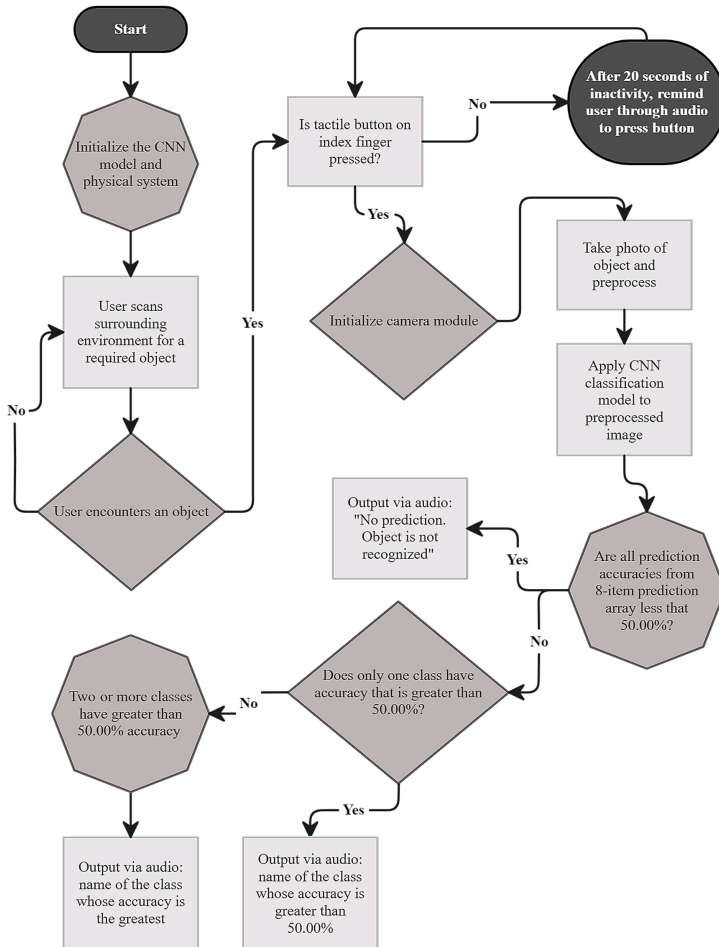 Start
Initialize the CNN
model and
physical system
User scans
surrounding
environment for a
required object
No
User encounters an object
Yes
Is tactile button on
index finger
pressed?
No
After 20 seconds of
inactivity, remind
user through audio
to press button
Yes
Initialize camera module
Take photo of
object and
preprocess
Apply CNN
classification
model to
preprocessed
image
Are all prediction
accuracies from
8-item prediction
array less that
50.00%?
Yes
Output via audio:
"No prediction.
Object is not
recognized"
No
Does only one class have
accuracy that is greater than
50.00%?
No
Two or more classes
have greater than
50.00% accuracy
Output via audio:
name of the class
whose accuracy is
the greatest
Yes
Output via audio:
name of the class
whose accuracy is
greater than
50.00%